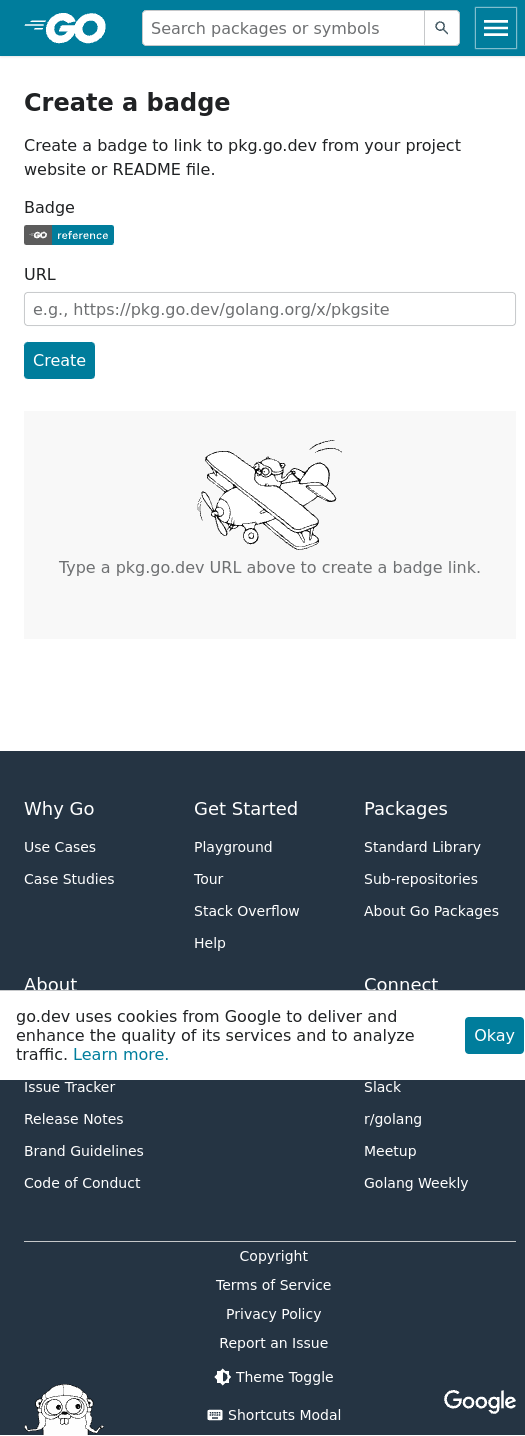 GO
Search packages or symbols
Create a badge
Create a badge to link to pkg.go.dev from your project
website or README file.
Badge
GO reference
URL
e.g., https://pkg.go.dev/golang.org/x/pkgsite
Create
Type a pkg.go.dev URL above to create a badge link.
Why Go
Use Cases
Case Studies
Get Started
Playground
Tour
Stack Overflow
Help
Packages
Standard Library
Sub-repositories
About Go Packages
About
Connect
go.dev uses cookies from Google to deliver and
enhance the quality of its services and to analyze
traffic. Learn more.
Okay
Issue Tracker
Release Notes
Brand Guidelines
Code of Conduct
Slack
r/golang
Meetup
Golang Weekly
Copyright
Terms of Service
Privacy Policy
Report an Issue
Theme Toggle
Shortcuts Modal
Google